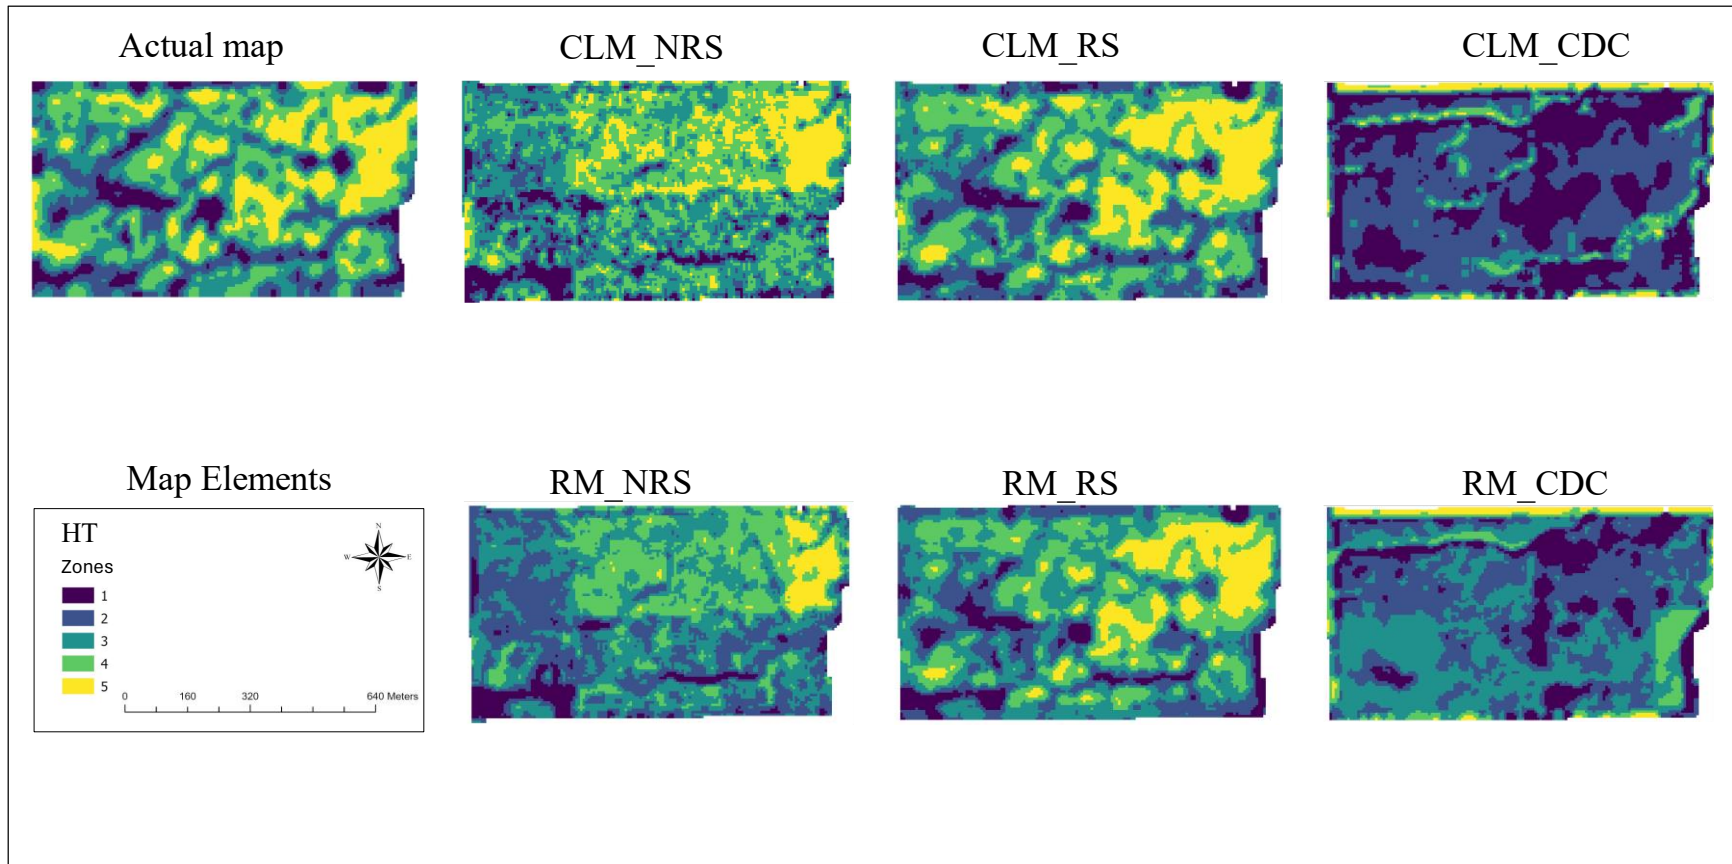 Actual map
CLM_NRS
CLM_RS
CLM_CDC
Map Elements
RM_NRS
RM_RS
RM_CDC
HT
Zones
1
2
3
4
5
N
W
E
S
0 160 320 640 Meters